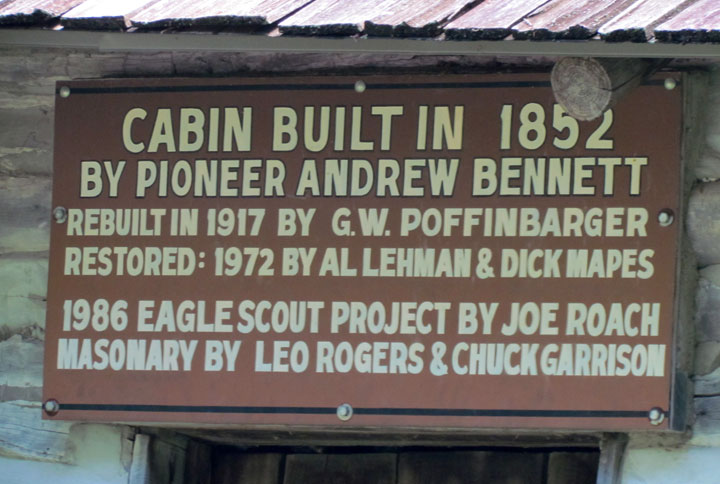 CABIN BUILT IN 1852
BY PIONEER ANDREW BENNETT
REBUILT IN 1917 BY G.W. POFFINBARGER
RESTORED: 1972 BY AL LEHMAN & DICK MAPES
1986 EAGLE SCOUT PROJECT BY JOE ROACH
MASONARY BY LEO ROGERS & CHUCK GARRISON